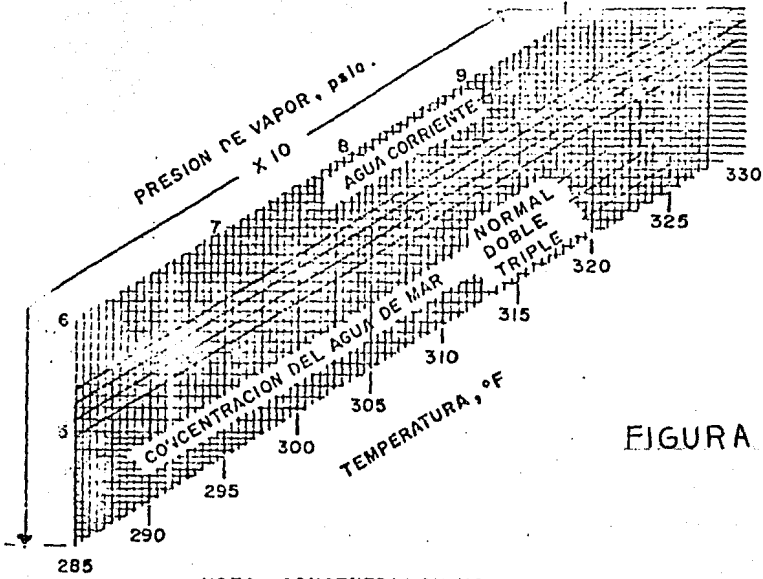 PRESION DE VAPOR, psia.
X 10
6
7
8
9
AGUA CORRIENTE
NORMAL
DOBLE
TRIPLE
CONCENTRACION DEL AGUA DE MAR
5
285
290
295
300
305
310
315
320
325
330
TEMPERATURA, °F
FIGURA